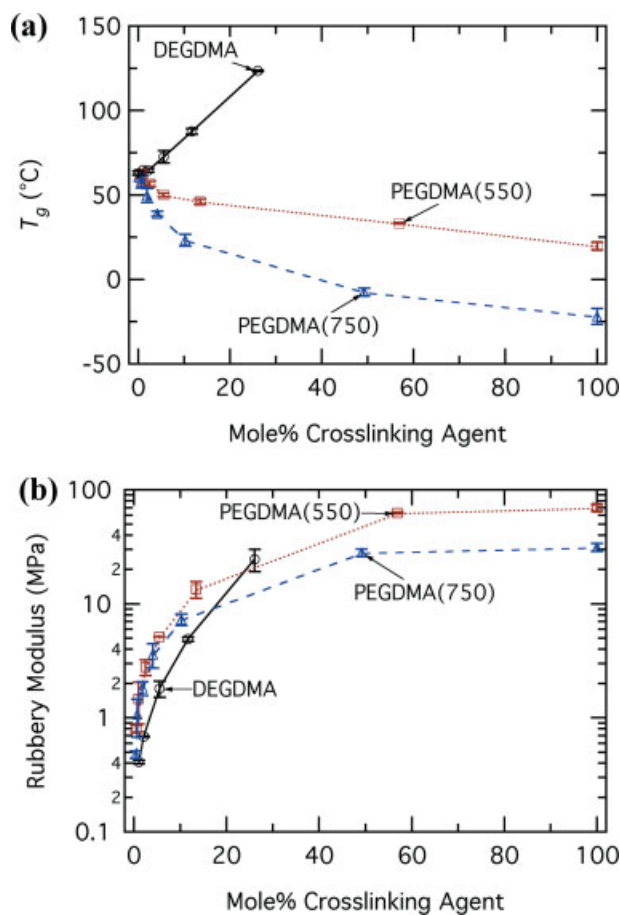 (a)
150
100
50
0
-50
T_g (°C)
DEGDMA
PEGDMA(550)
PEGDMA(750)
0 20 40 60 80 100
Mole% Crosslinking Agent
(b)
100
4
2
10
4
2
1
4
2
0.1
Rubbery Modulus (MPa)
PEGDMA(550)
PEGDMA(750)
DEGDMA
0 20 40 60 80 100
Mole% Crosslinking Agent